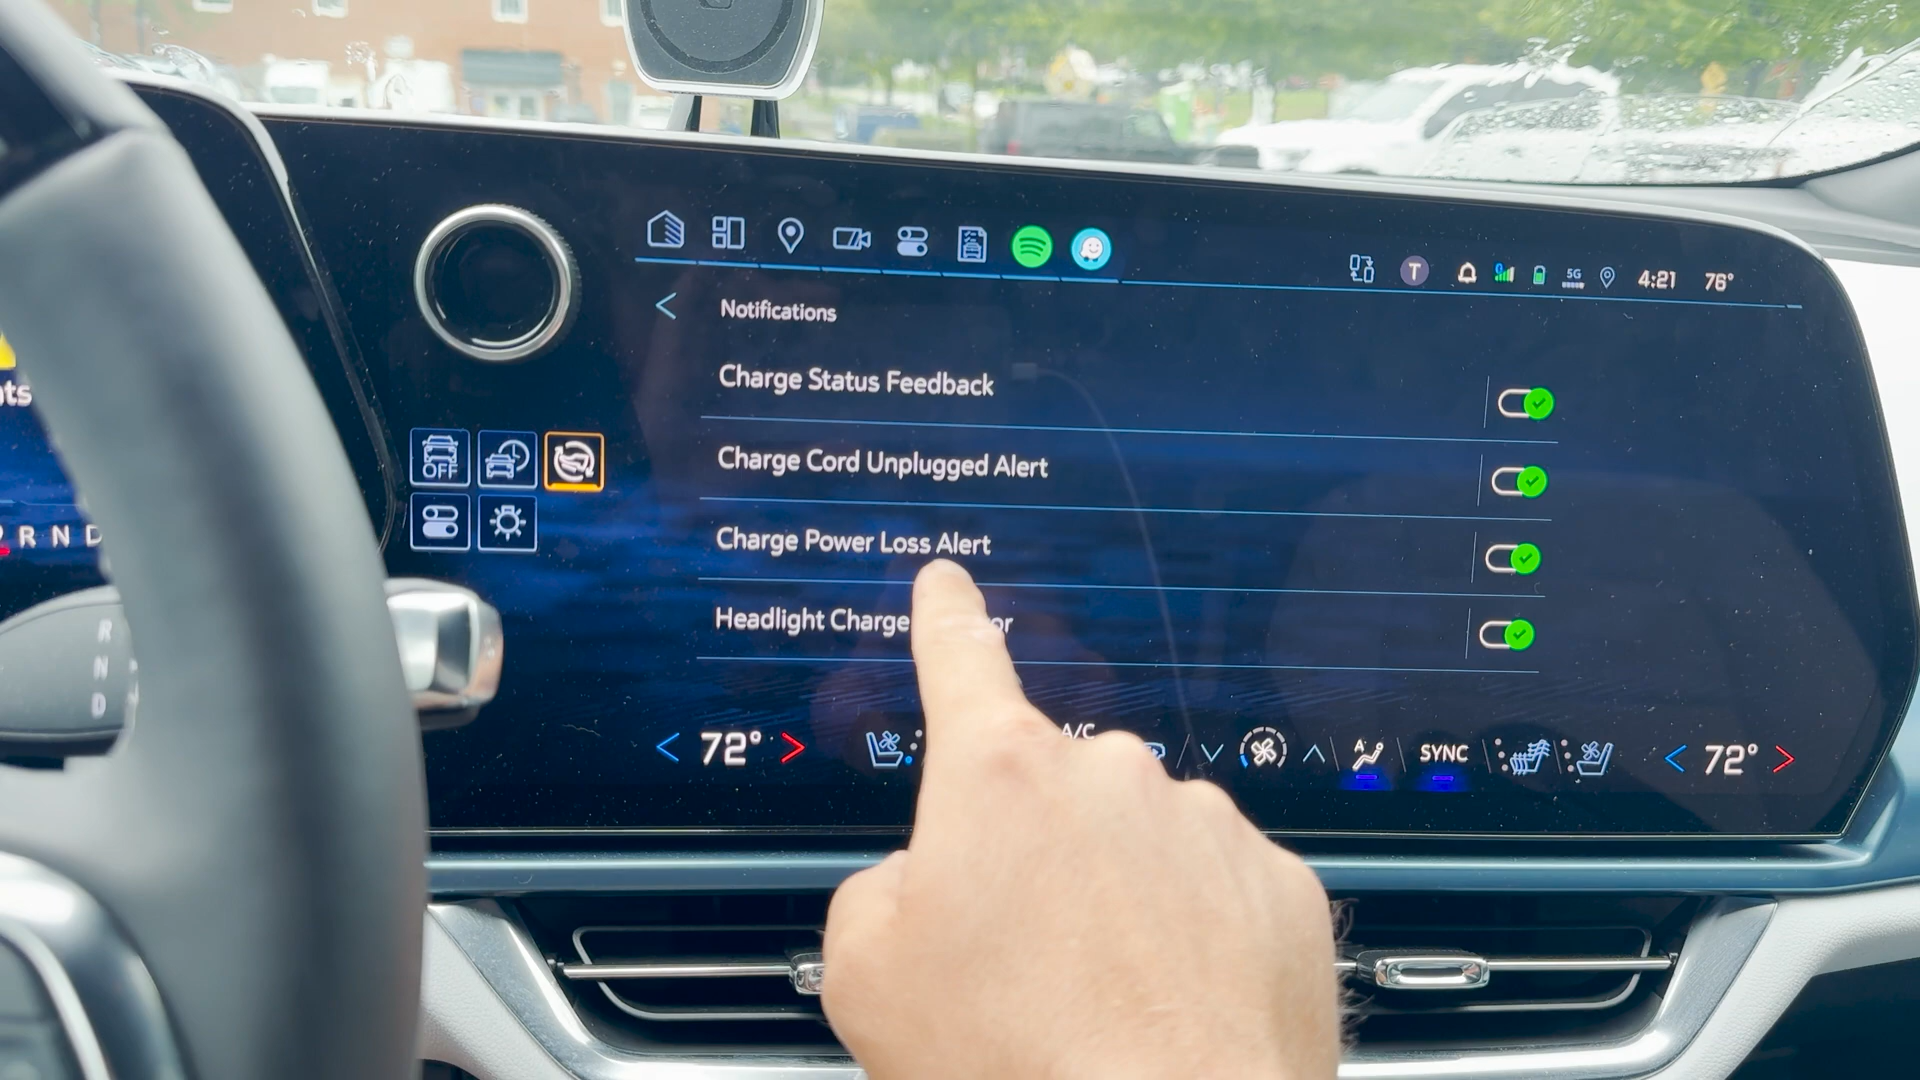 5G
4:21
76°
T
Notifications
Charge Status Feedback
Charge Cord Unplugged Alert
Charge Power Loss Alert
Headlight Charge
OFF
R N D
R
N
D
72°
A/C
A
SYNC
72°